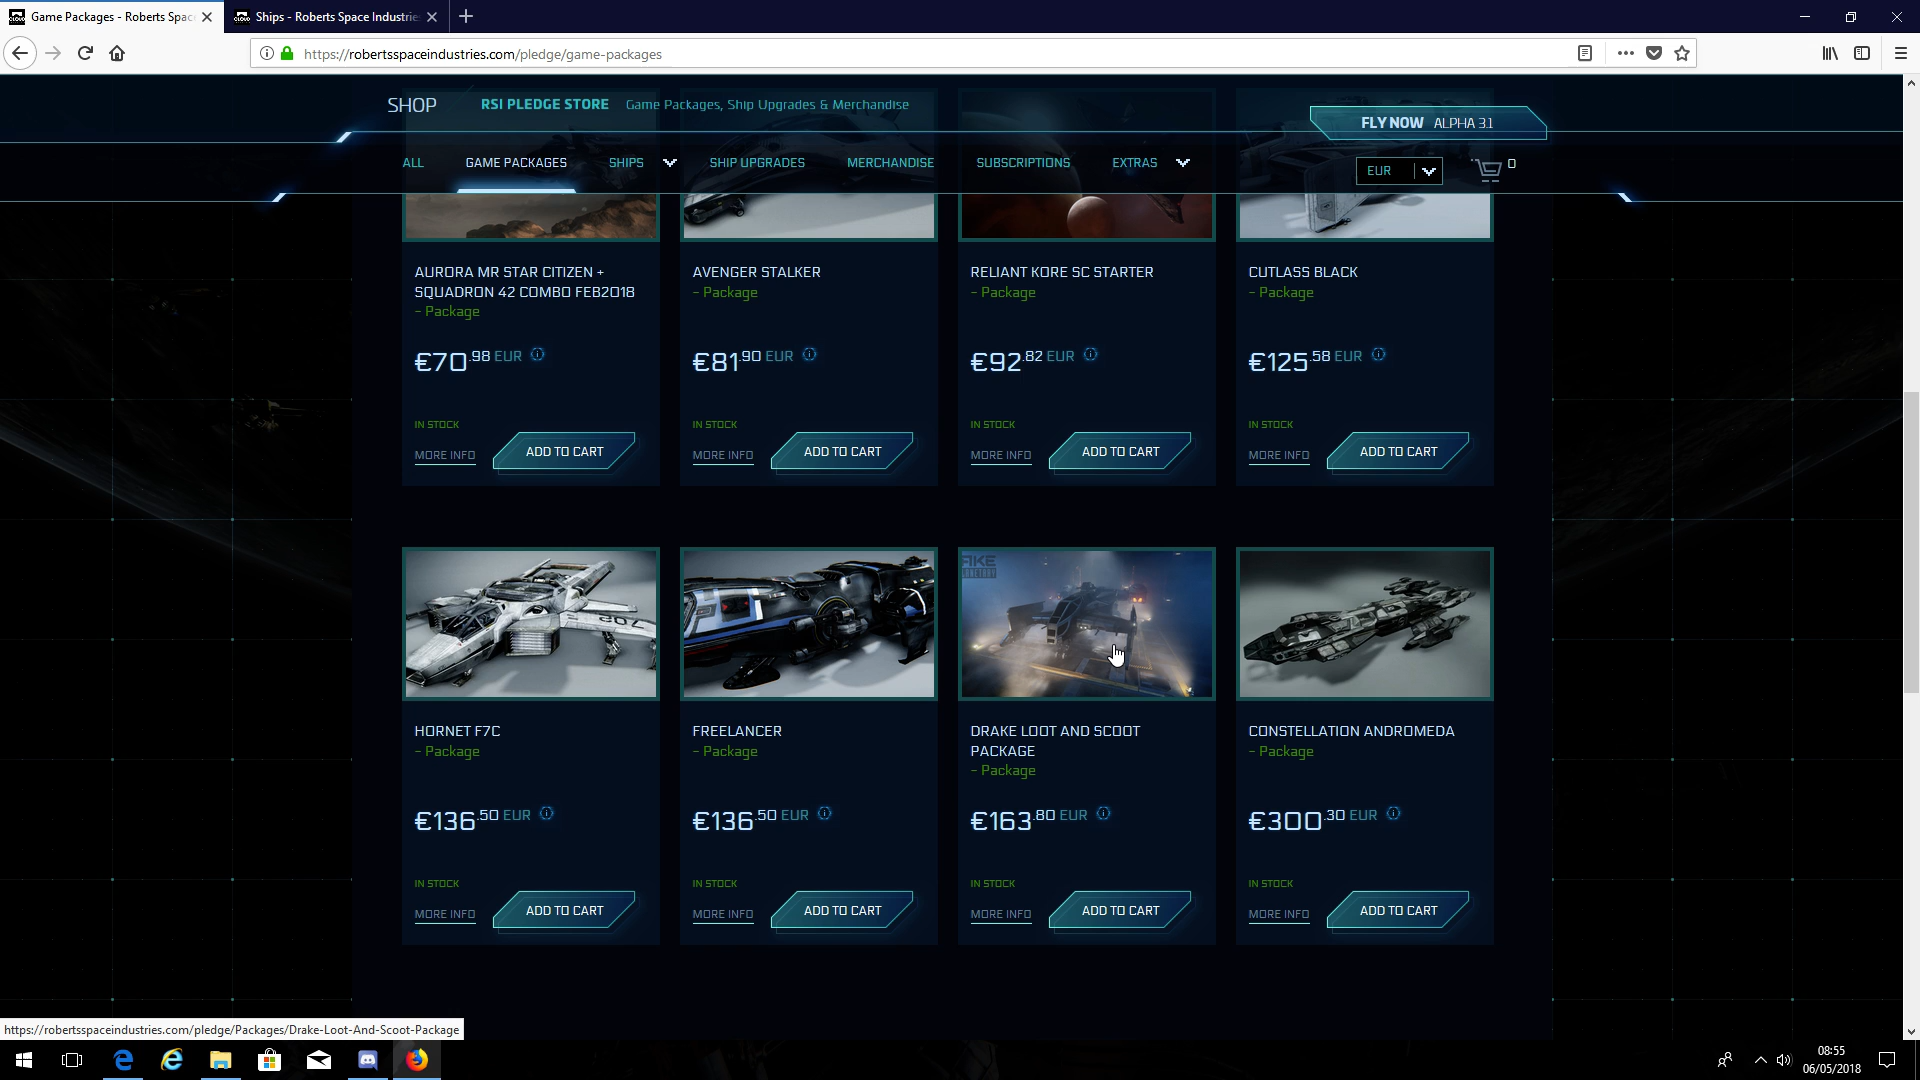 Game Packages - Roberts Spac
Ships - Roberts Space Industrie
https://robertsspaceindustries.com/pledge/game-packages
SHOP
RSI PLEDGE STORE
Game Packages, Ship Upgrades & Merchandise
FLY NOW ALPHA 3.1
ALL
GAME PACKAGES
SHIPS
SHIP UPGRADES
MERCHANDISE
SUBSCRIPTIONS
EXTRAS
EUR
0
AURORA MR STAR CITIZEN +
SQUADRON 42 COMBO FEB2018
- Package
€70.98 EUR
IN STOCK
MORE INFO
ADD TO CART
AVENGER STALKER
- Package
€81.90 EUR
IN STOCK
MORE INFO
ADD TO CART
RELIANT KORE SC STARTER
- Package
€92.82 EUR
IN STOCK
MORE INFO
ADD TO CART
CUTLASS BLACK
- Package
€125.58 EUR
IN STOCK
MORE INFO
ADD TO CART
HORNET F7C
- Package
€136.50 EUR
IN STOCK
MORE INFO
ADD TO CART
FREELANCER
- Package
€136.50 EUR
IN STOCK
MORE INFO
ADD TO CART
DRAKE LOOT AND SCOOT
PACKAGE
- Package
€163.80 EUR
IN STOCK
MORE INFO
ADD TO CART
CONSTELLATION ANDROMEDA
- Package
€300.30 EUR
IN STOCK
MORE INFO
ADD TO CART
https://robertsspaceindustries.com/pledge/Packages/Drake-Loot-And-Scoot-Package
08:55
06/05/2018